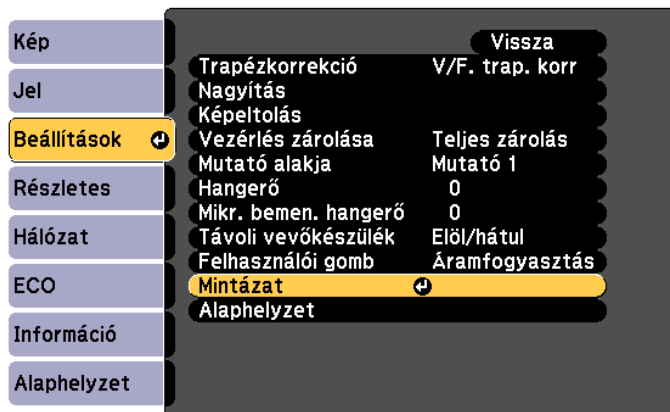 Kép
Jel
Beállítások
Részletes
Hálózat
ECO
Információ
Alaphelyzet
Vissza
Trapézkorrekció V/F. trap. korr
Nagyítás
Képeltolás
Vezérlés zárolása Teljes zárolás
Mutató alakja Mutató 1
Hangerő 0
Mikr. bemen. hangerő 0
Távoli vevőkészülék Elöl/hátul
Felhasználói gomb Áramfogyasztás
Mintázat
Alaphelyzet